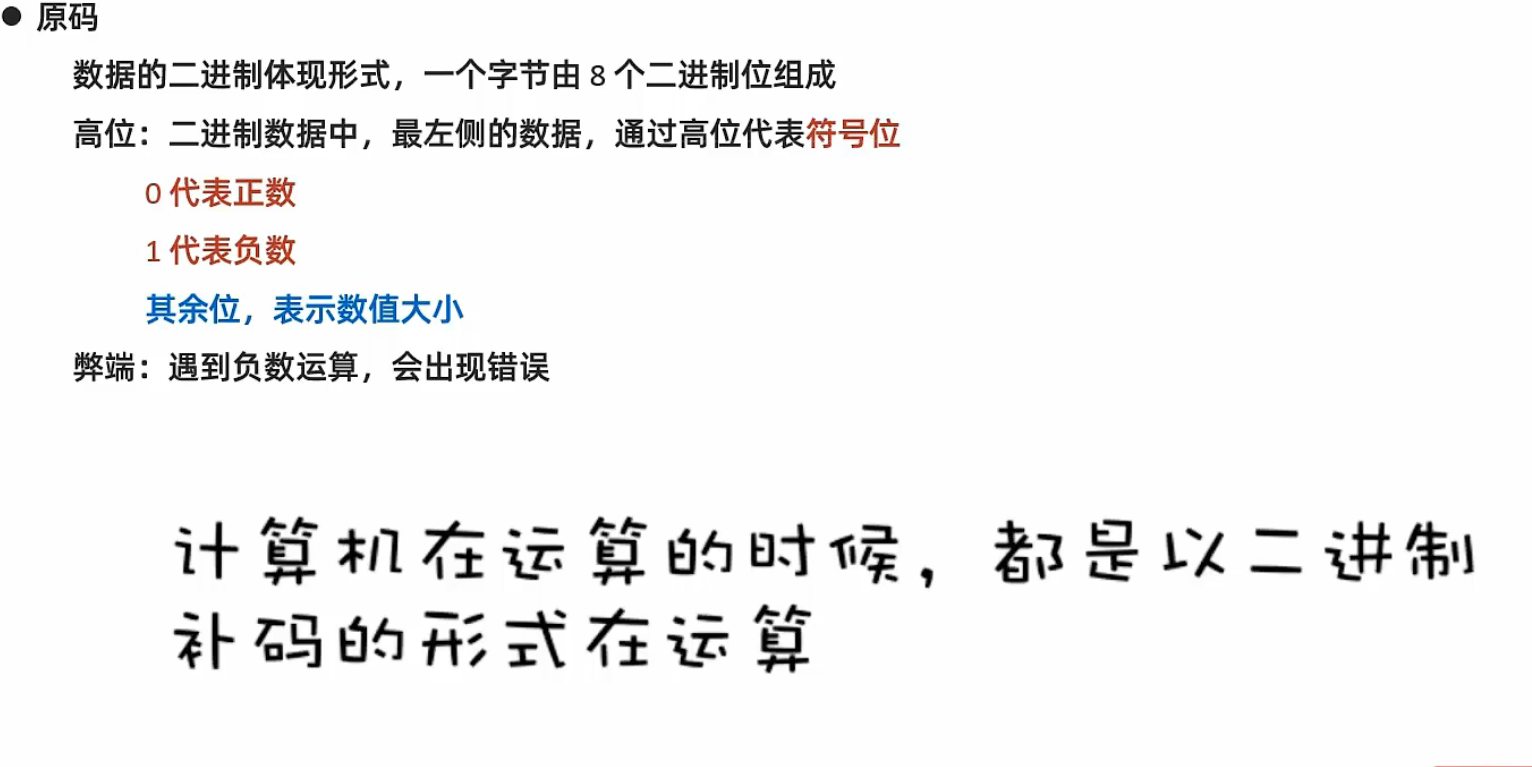 ● 原码
数据的二进制体现形式，一个字节由 8 个二进制位组成
高位：二进制数据中，最左侧的数据，通过高位代表符号位
0 代表正数
1 代表负数
其余位，表示数值大小
弊端：遇到负数运算，会出现错误
计算机在运算的时候，都是以二进制
补码的形式在运算